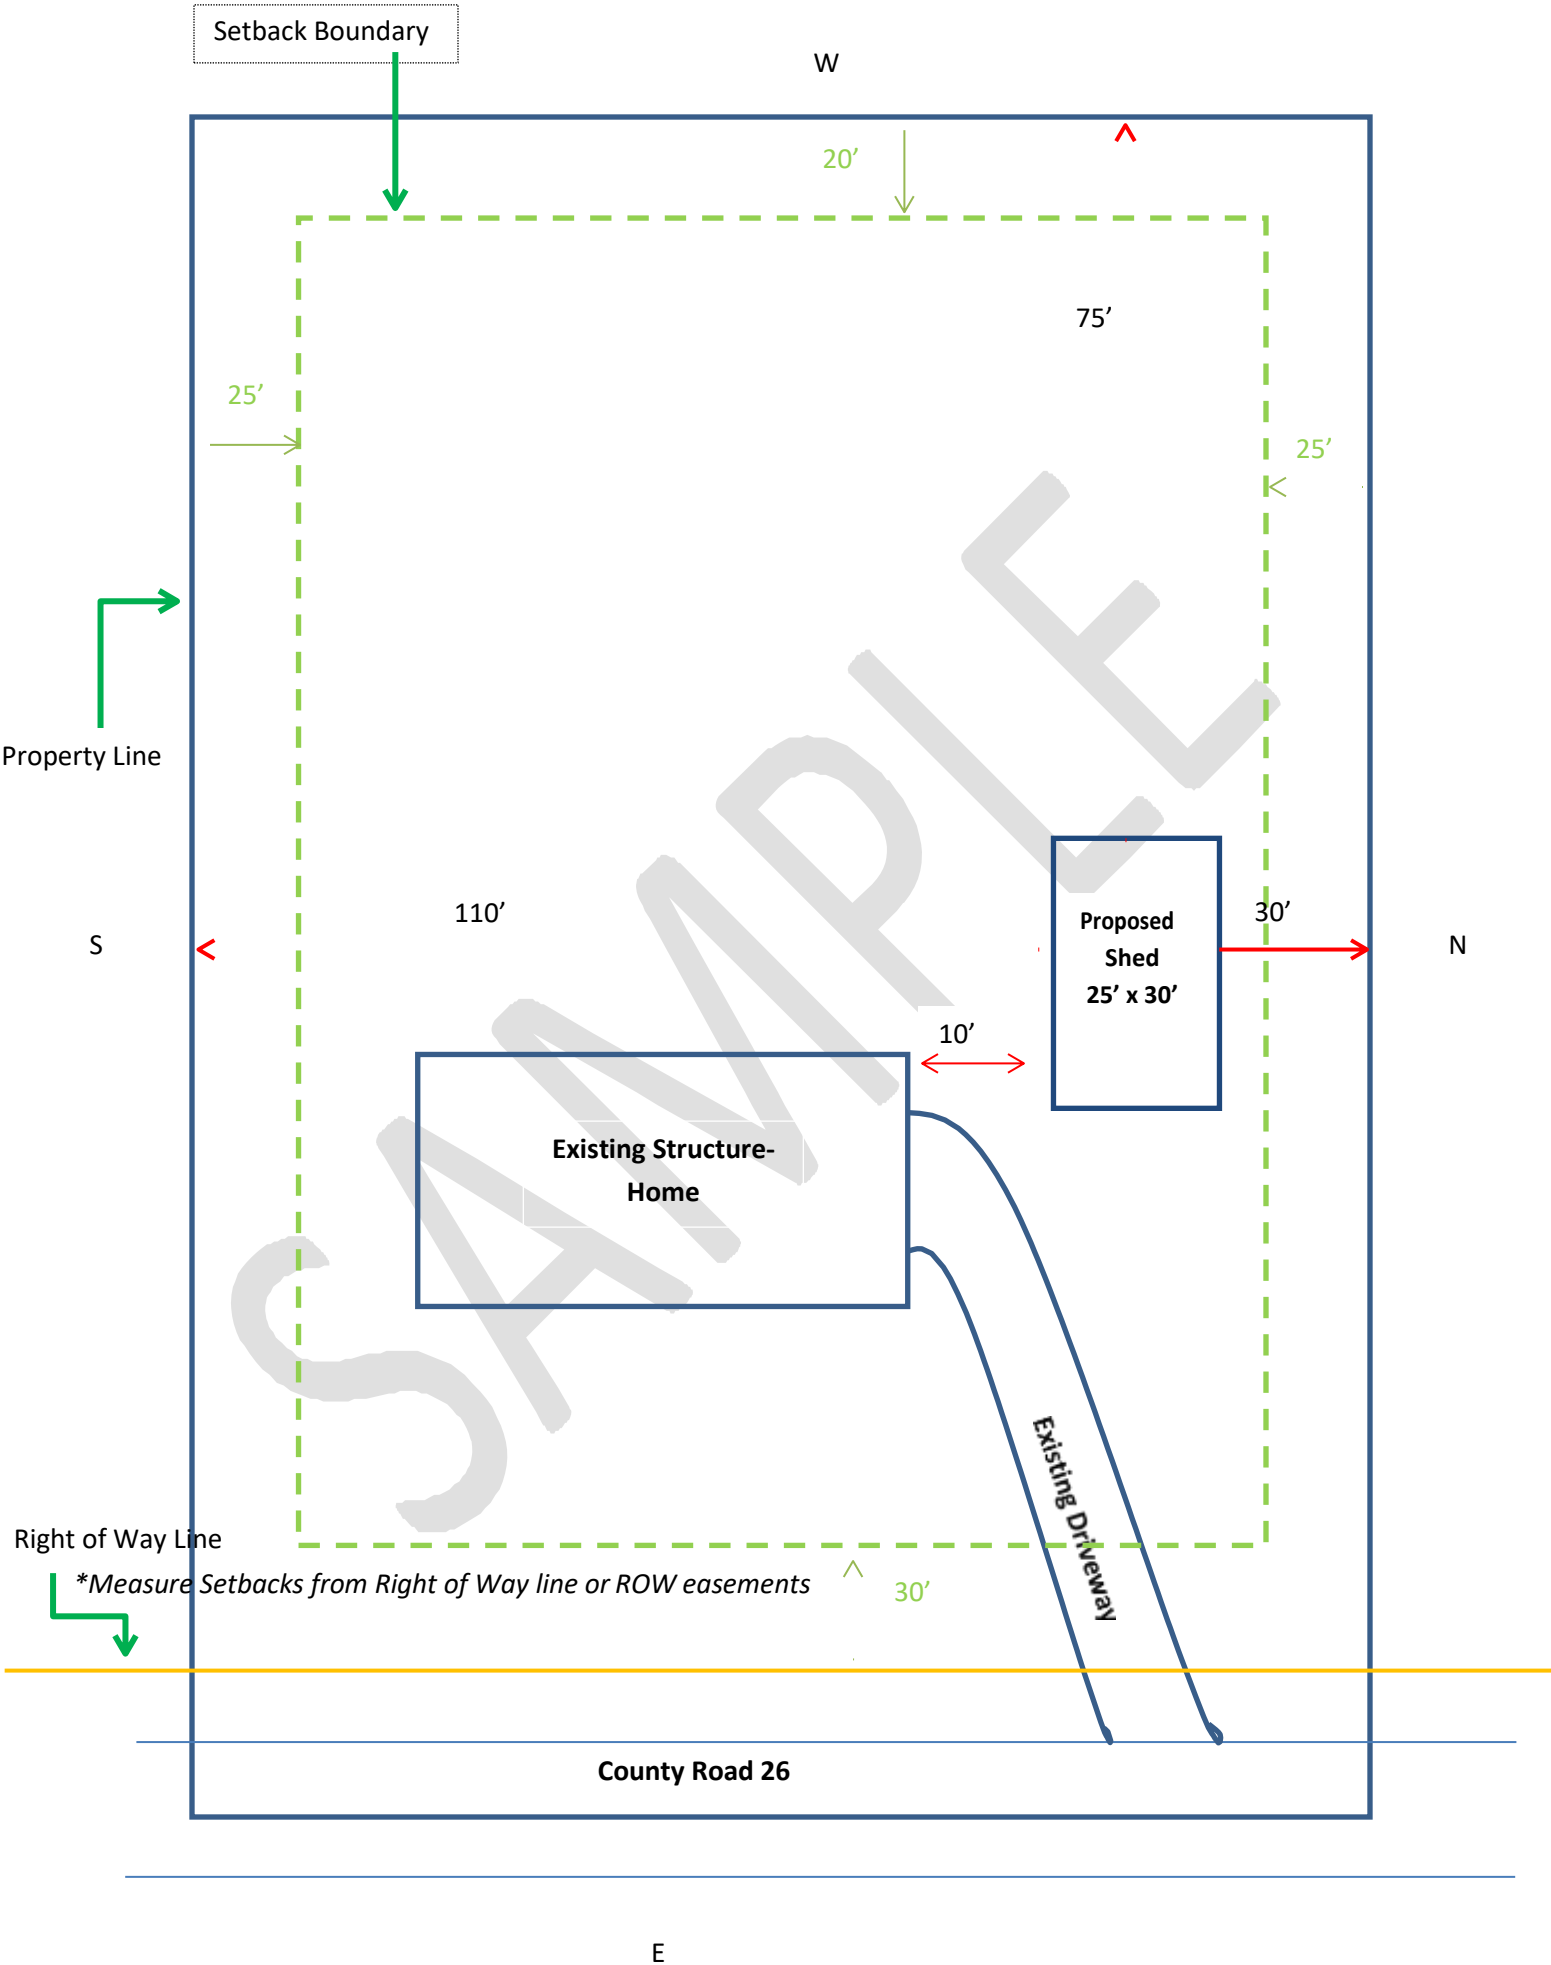 Setback Boundary
W
20’
75’
25’
25’
Property Line
110’
30’
S
N
Proposed
Shed
25’ x 30’
10’
Existing Structure-
Home
SAMPLE
Existing Driveway
Right of Way Line
*Measure Setbacks from Right of Way line or ROW easements
30’
County Road 26
E